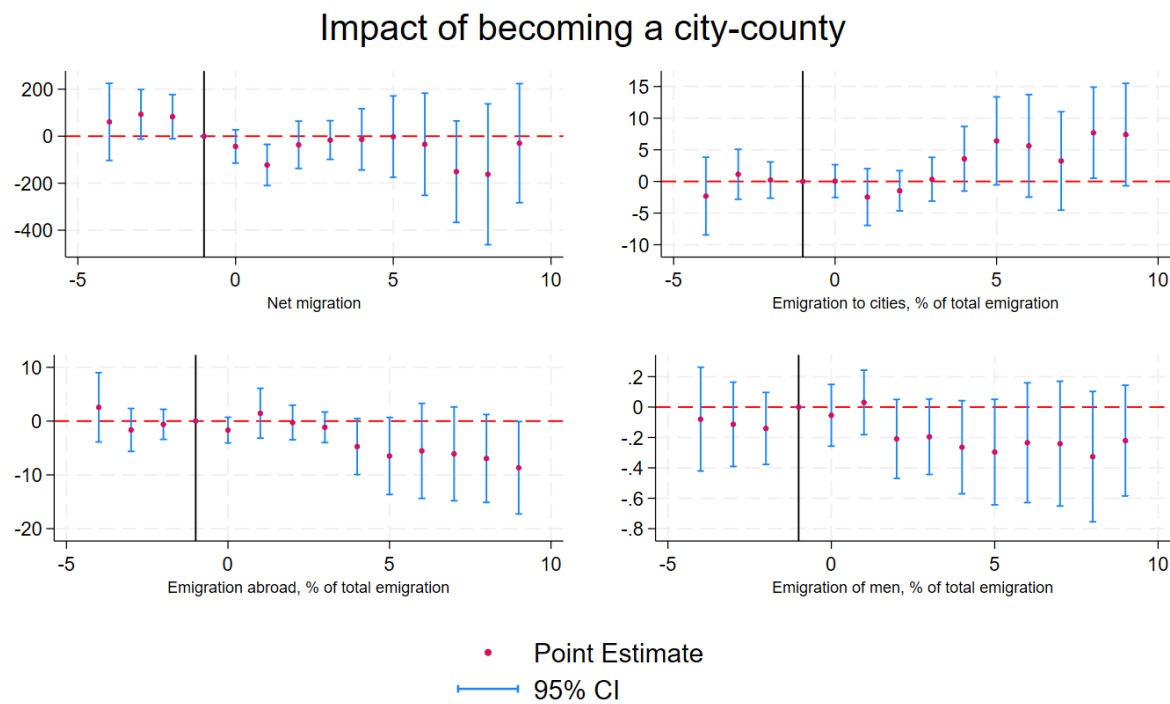 Impact of becoming a city-county
200
0
-200
-400
-5 0 5 10
Net migration
15
10
5
0
-5
-10
-5 0 5 10
Emigration to cities, % of total emigration
10
0
-10
-20
-5 0 5 10
Emigration abroad, % of total emigration
.2
0
-.2
-.4
-.6
-.8
-5 0 5 10
Emigration of men, % of total emigration
Point Estimate
95% CI